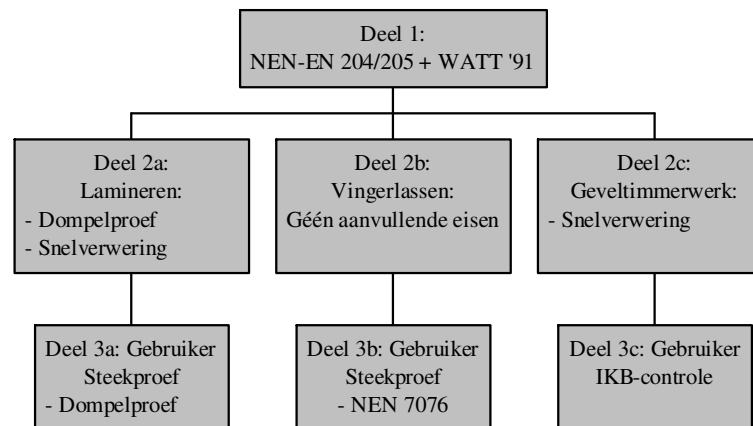 Deel 1:
NEN-EN 204/205 + WATT '91
Deel 2a:
Lamineren:
- Dompelproef
- Snelverwering
Deel 2b:
Vingerlassen:
Géén aanvullende eisen
Deel 2c:
Geveltimmerwerk:
- Snelverwering
Deel 3a: Gebruiker
Steekproef
- Dompelproef
Deel 3b: Gebruiker
Steekproef
- NEN 7076
Deel 3c: Gebruiker
IKB-controle